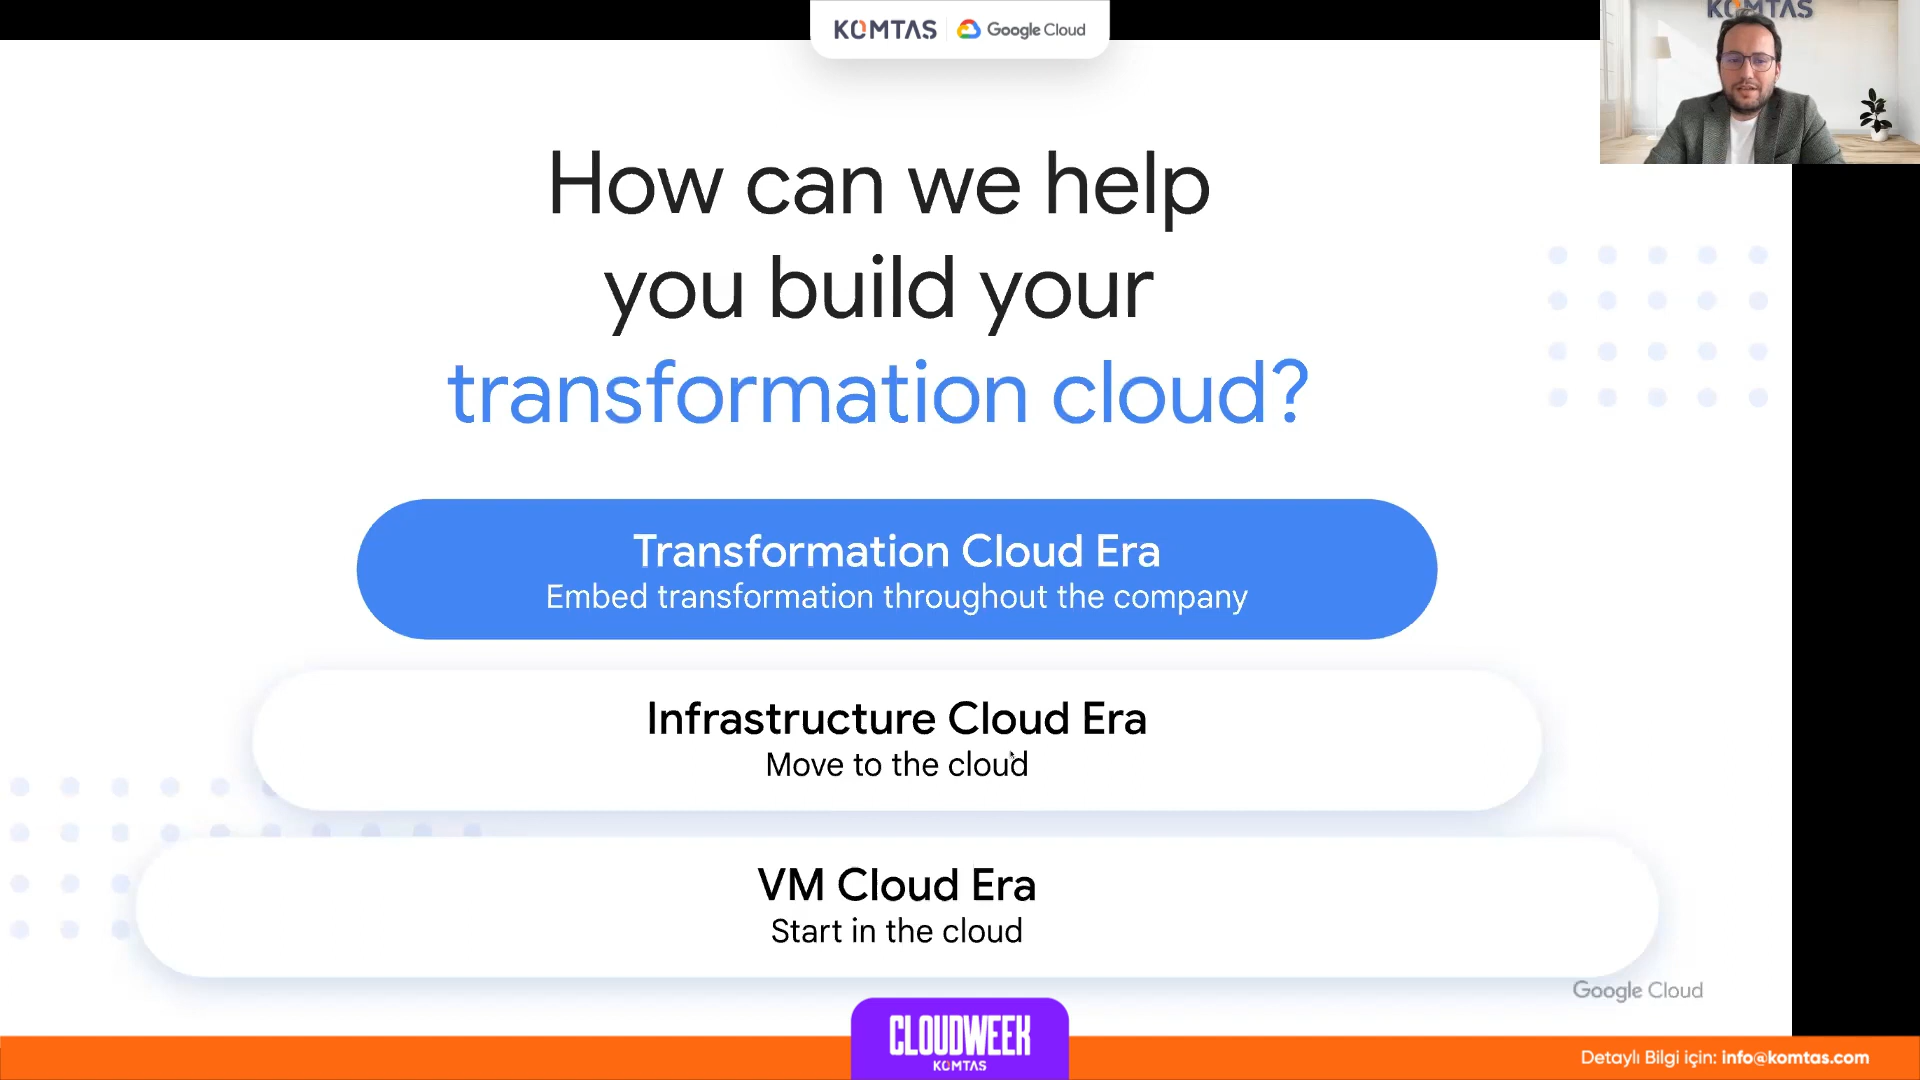 KOMTAS
Google Cloud
KOMTAS
How can we help
you build your
transformation cloud?
Transformation Cloud Era
Embed transformation throughout the company
Infrastructure Cloud Era
Move to the cloud
VM Cloud Era
Start in the cloud
Google Cloud
CLOUDWEEK
KOMTAS
Detaylı Bilgi için: info@komtas.com